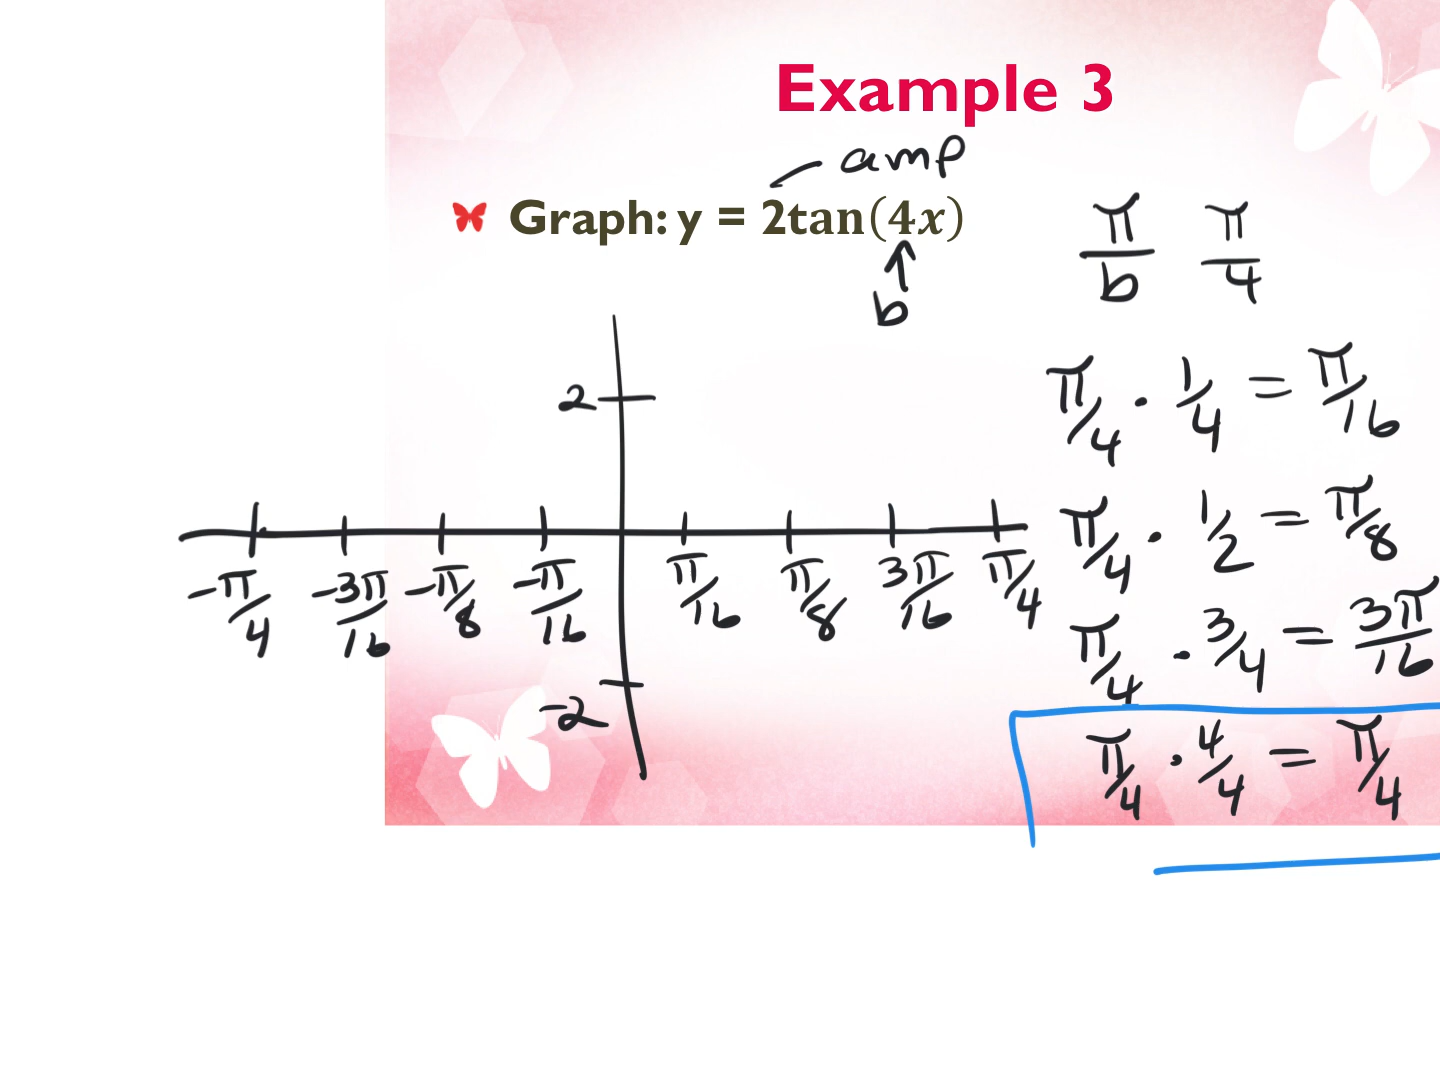 Example 3
amp
Graph: y = 2tan(4x)
b
π/b π/4
π/4 · 1/4 = π/16
π/4 · 1/2 = π/8
π/4 · 3/4 = 3π/16
π/4 · 4/4 = π/4
2
-π/4 -3π/16 -π/8 -π/16 π/16 π/8 3π/16 π/4
-2